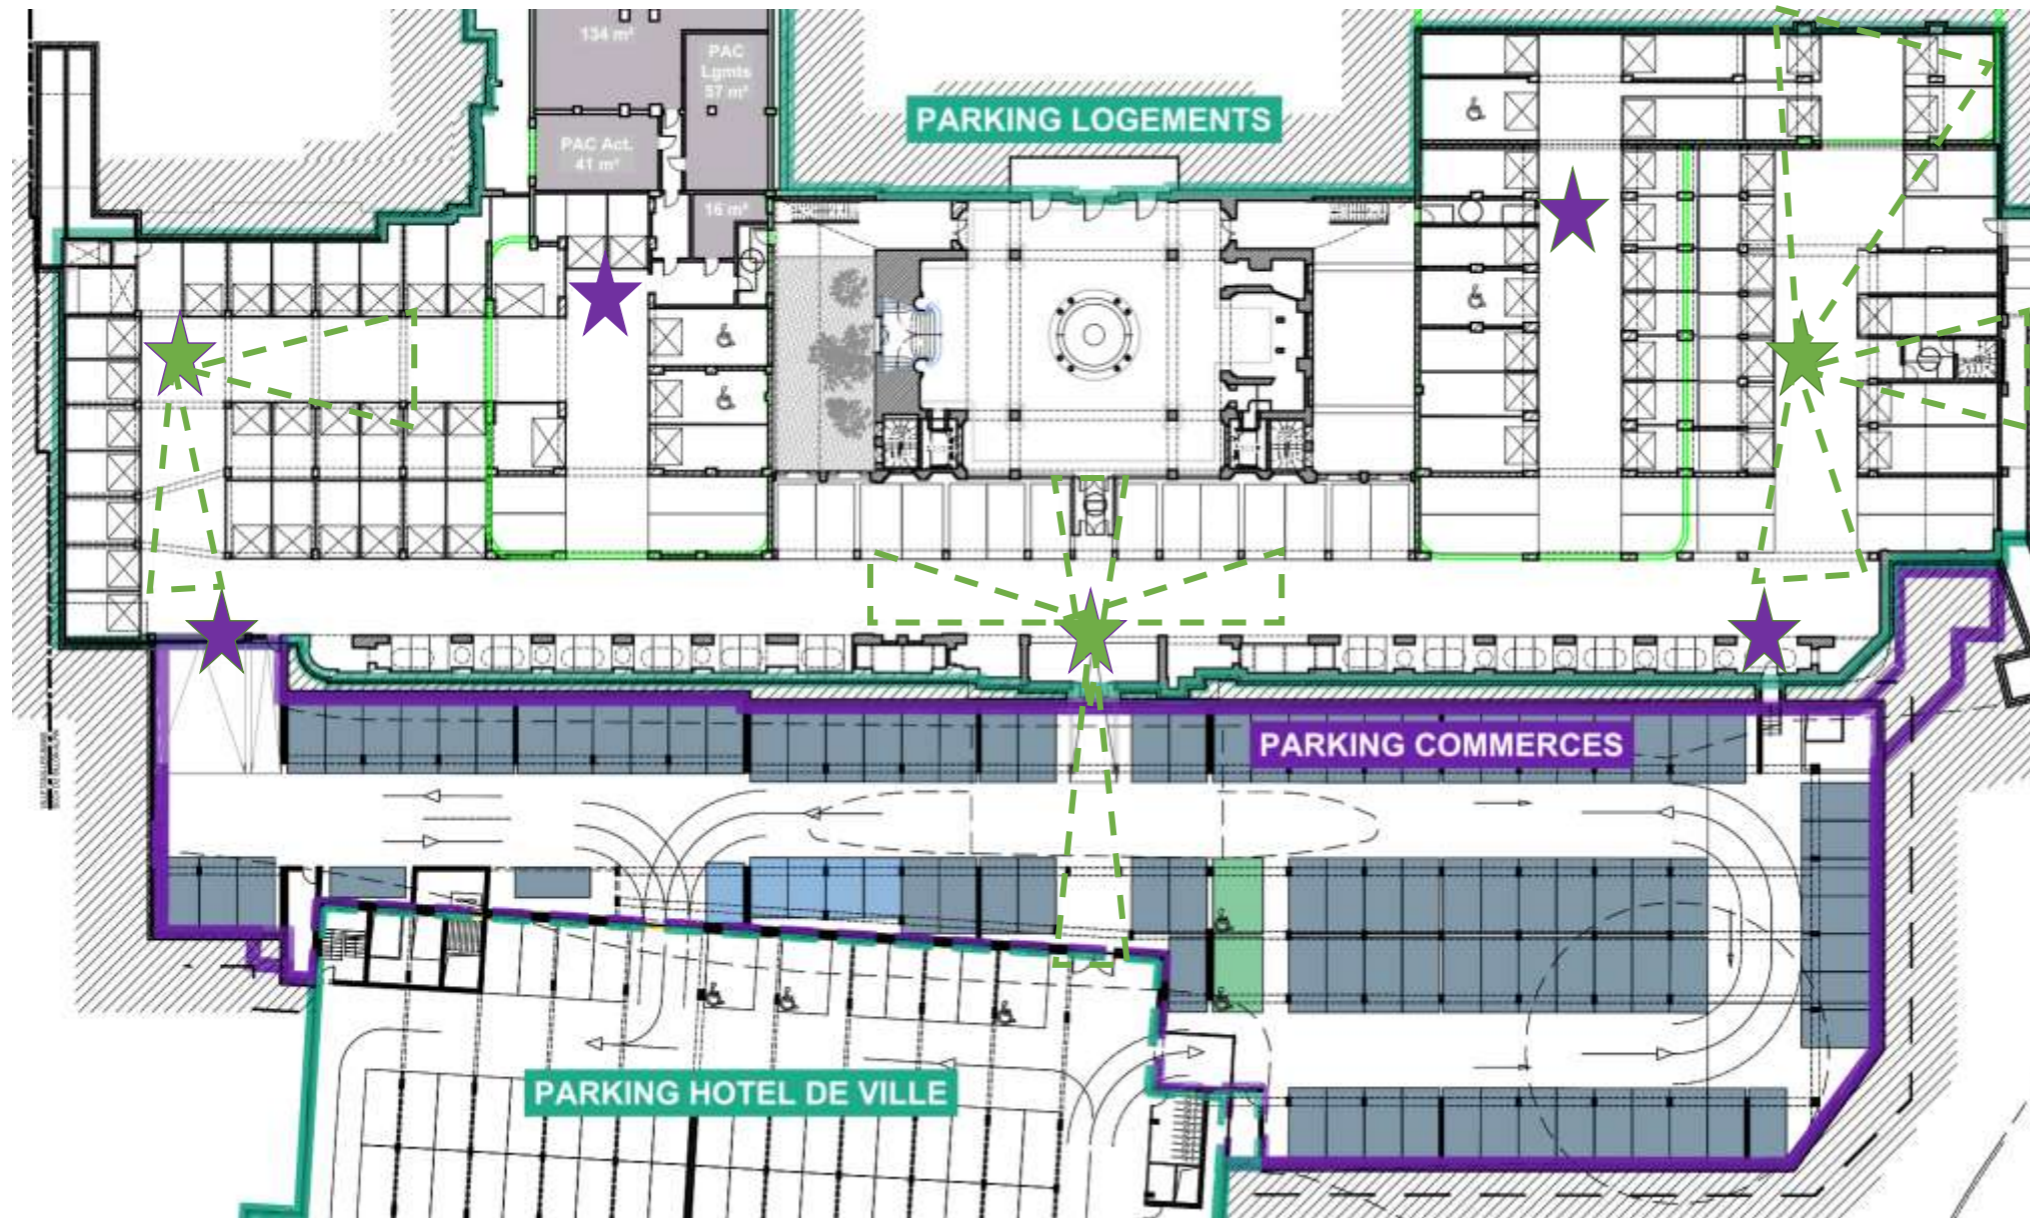 134 m²
PAC
Lgmts
57 m²
PAC Act.
41 m²
16 m²
PARKING LOGEMENTS
PARKING COMMERCES
PARKING HOTEL DE VILLE